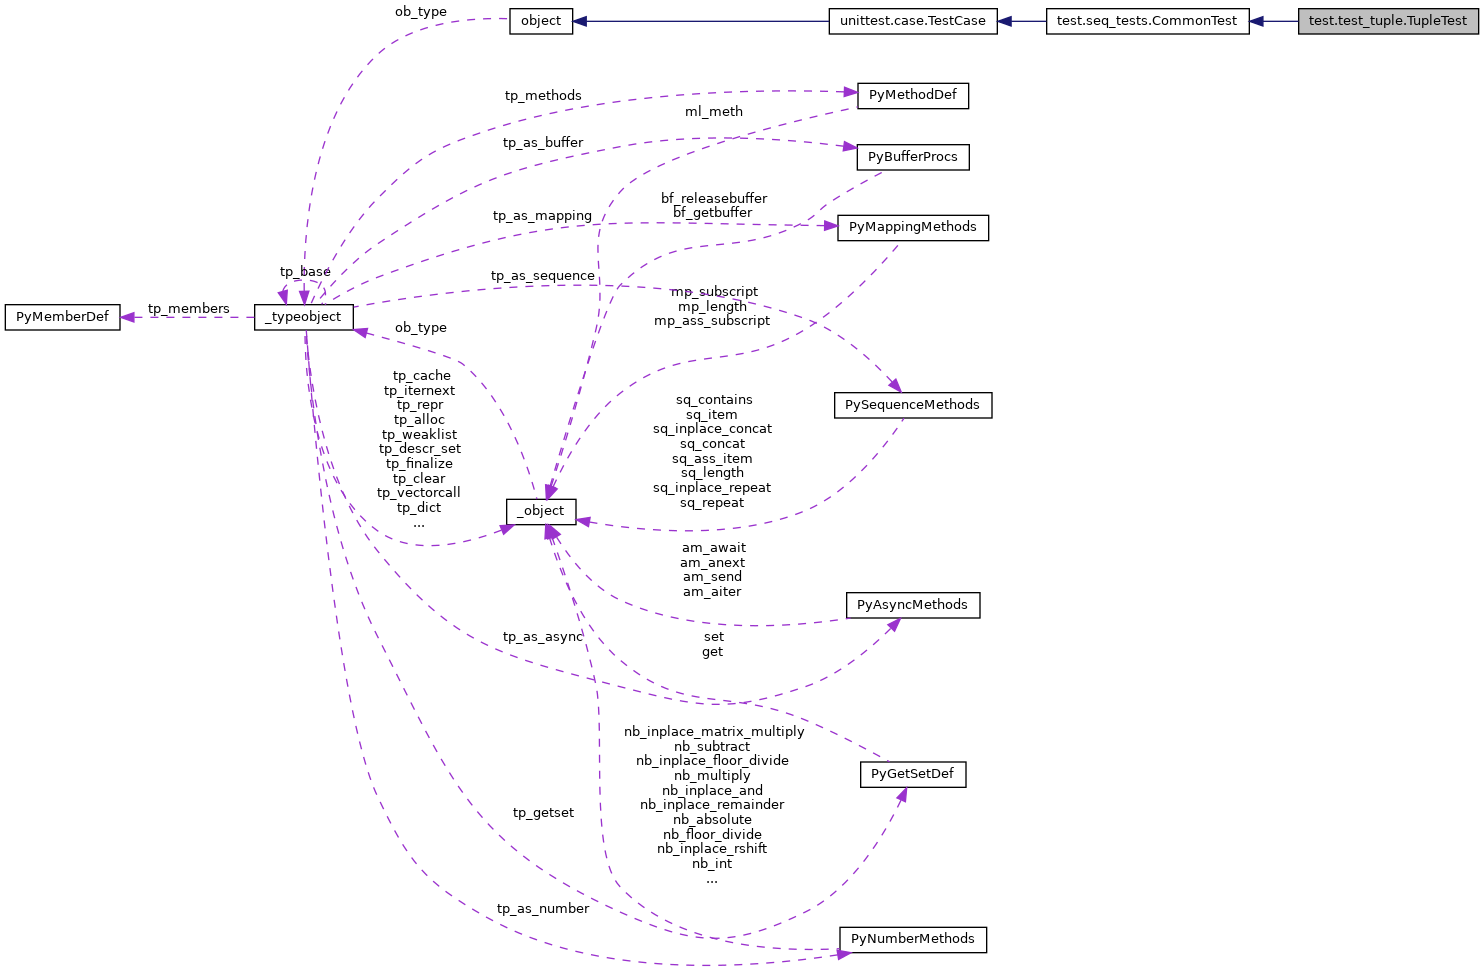 ob_type
object
unittest.case.TestCase
test.seq_tests.CommonTest
test.test_tuple.TupleTest
tp_methods
PyMethodDef
ml_meth
tp_as_buffer
PyBufferProcs
bf_releasebuffer
bf_getbuffer
tp_as_mapping
PyMappingMethods
tp_base
tp_as_sequence
mp_subscript
mp_length
mp_ass_subscript
PyMemberDef
tp_members
_typeobject
ob_type
tp_cache
tp_iternext
tp_repr
tp_alloc
tp_weaklist
tp_descr_set
tp_finalize
tp_clear
tp_vectorcall
tp_dict
...
sq_contains
sq_item
sq_inplace_concat
sq_concat
sq_ass_item
sq_length
sq_inplace_repeat
sq_repeat
PySequenceMethods
_object
am_await
am_anext
am_send
am_aiter
PyAsyncMethods
tp_as_async
set
get
nb_inplace_matrix_multiply
nb_subtract
nb_inplace_floor_divide
nb_multiply
nb_inplace_and
nb_inplace_remainder
nb_absolute
nb_floor_divide
nb_inplace_rshift
nb_int
...
PyGetSetDef
tp_getset
tp_as_number
PyNumberMethods